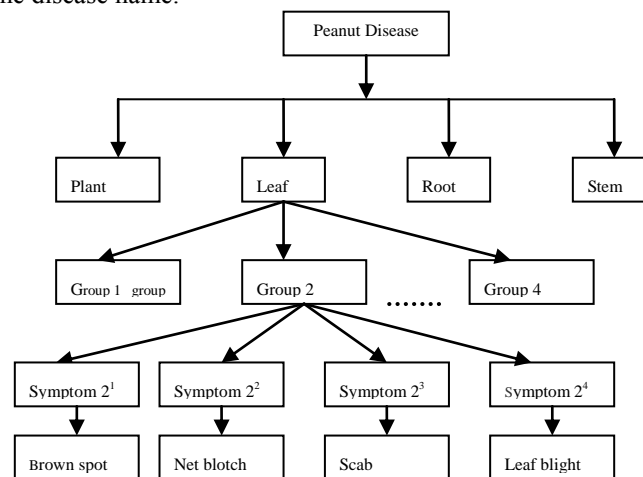 ne disease name.
Peanut Disease
Plant Leaf Root Stem
Group 1 group Group 2 ....... Group 4
Symptom 2¹ Symptom 2² Symptom 2³ Symptom 2⁴
Brown spot Net blotch Scab Leaf blight